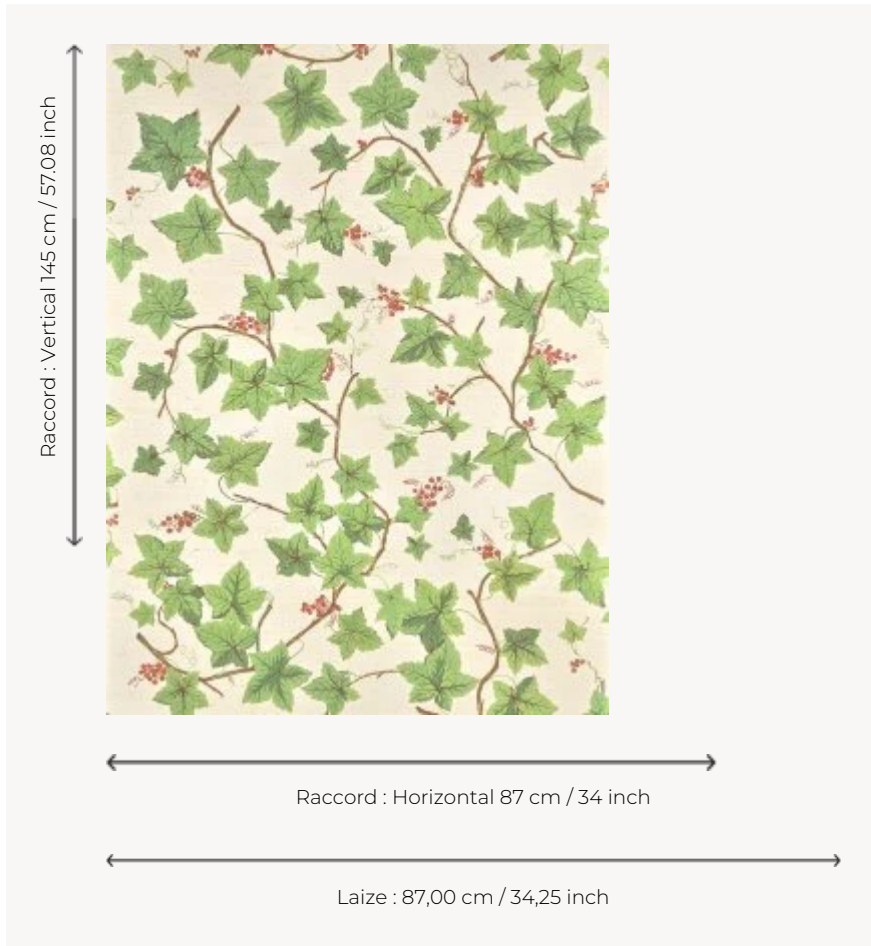 Raccord : Vertical 145 cm / 57.08 inch
Raccord : Horizontal 87 cm / 34 inch
Laize : 87,00 cm / 34,25 inch